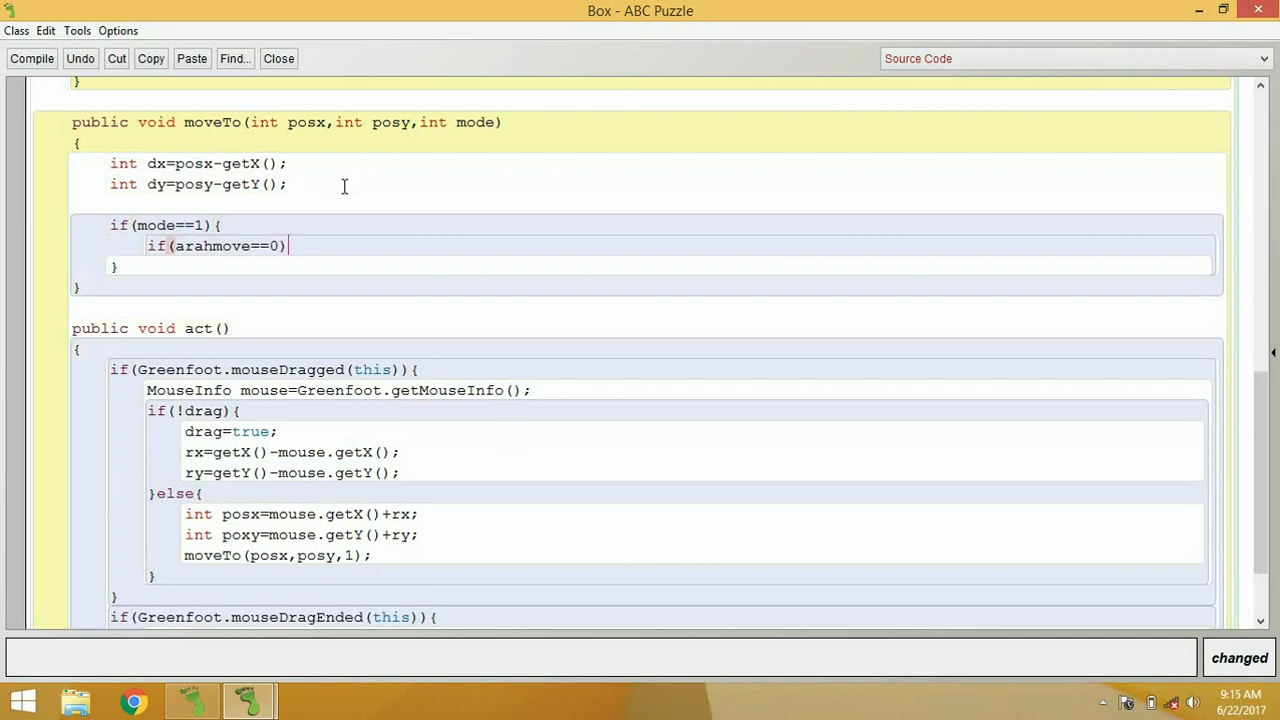 Box - ABC Puzzle
Class Edit Tools Options
Compile Undo Cut Copy Paste Find... Close Source Code
}
public void moveTo(int posx,int posy,int mode)
{
int dx=posx-getX();
int dy=posy-getY();
if(mode==1){
if(arahmove==0)
}
}
public void act()
{
if(Greenfoot.mouseDragged(this)){
MouseInfo mouse=Greenfoot.getMouseInfo();
if(!drag){
drag=true;
rx=getX()-mouse.getX();
ry=getY()-mouse.getY();
}else{
int posx=mouse.getX()+rx;
int poxy=mouse.getY()+ry;
moveTo(posx,posy,1);
}
}
if(Greenfoot.mouseDragEnded(this)){
changed
9:15 AM
6/22/2017